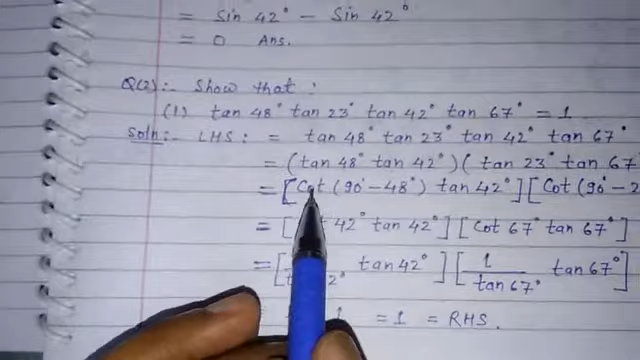 = Sin 42° - Sin 42°
= 0 Ans.
Q(2):- Show that :
(1) tan 48° tan 23° tan 42° tan 67° = 1
Soln:- LHS : = tan 48° tan 23° tan 42° tan 67°
= (tan 48° tan 42°) ( tan 23° tan 67
= [Cot (90° - 48°) tan 42°] [Cot (90° - 2
= [ 42° tan 42°] [Cot 67° tan 67°]
= [ 2° tan 42° ] [ 1 / tan 67° tan 67° ]
1 = 1 = RHS.